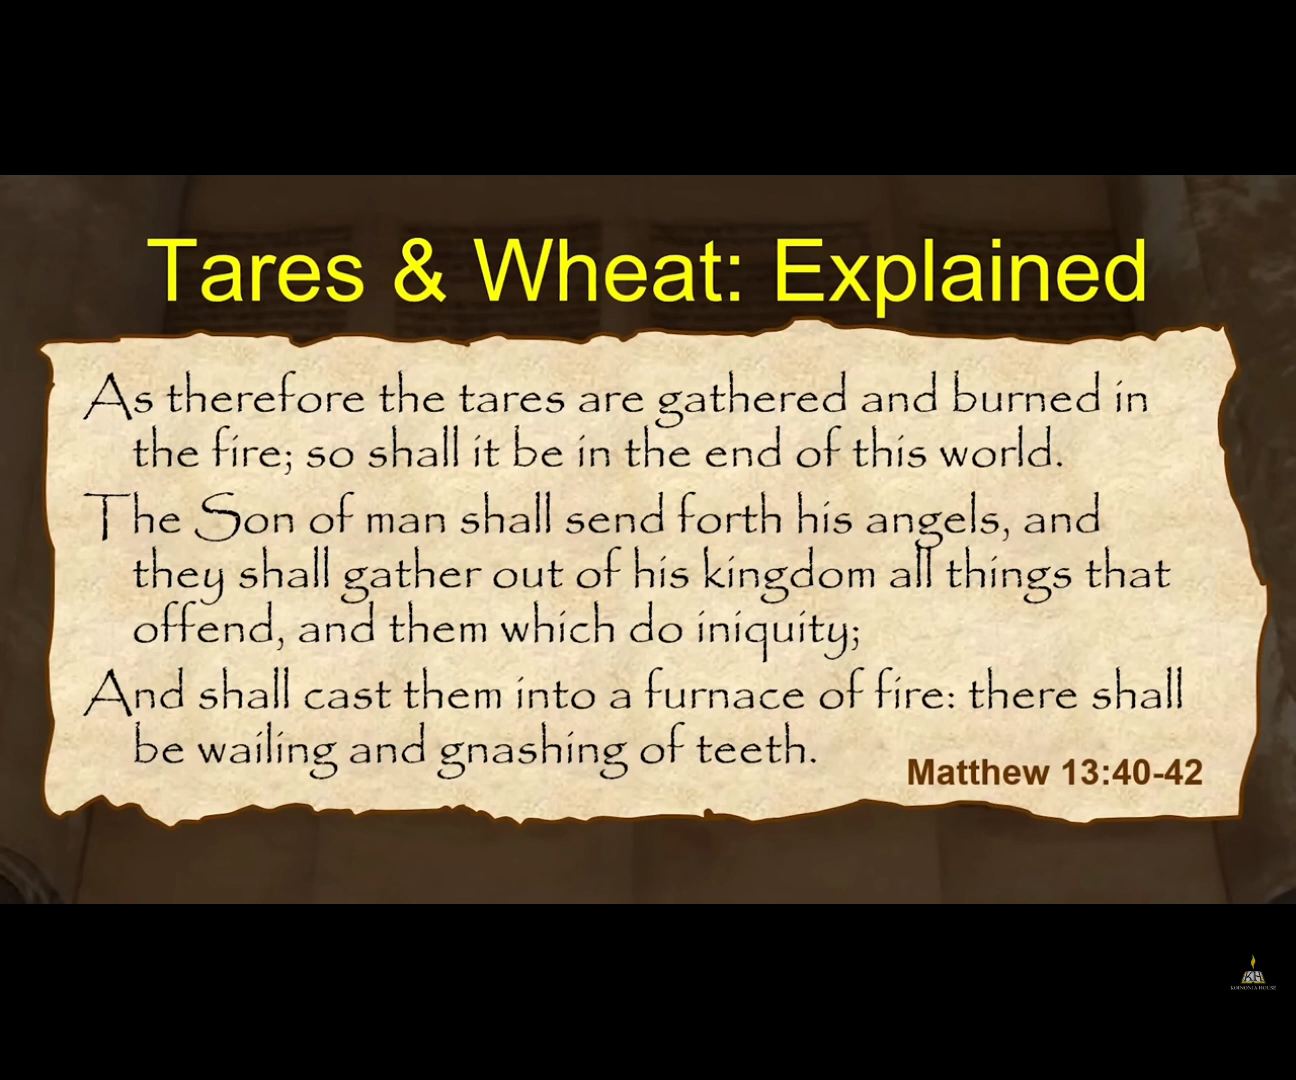 Tares & Wheat: Explained
As therefore the tares are gathered and burned in
the fire; so shall it be in the end of this world.
The Son of man shall send forth his angels, and
they shall gather out of his kingdom all things that
offend, and them which do iniquity;
And shall cast them into a furnace of fire: there shall
be wailing and gnashing of teeth.
Matthew 13:40-42
KH
KOINONIA HOUSE